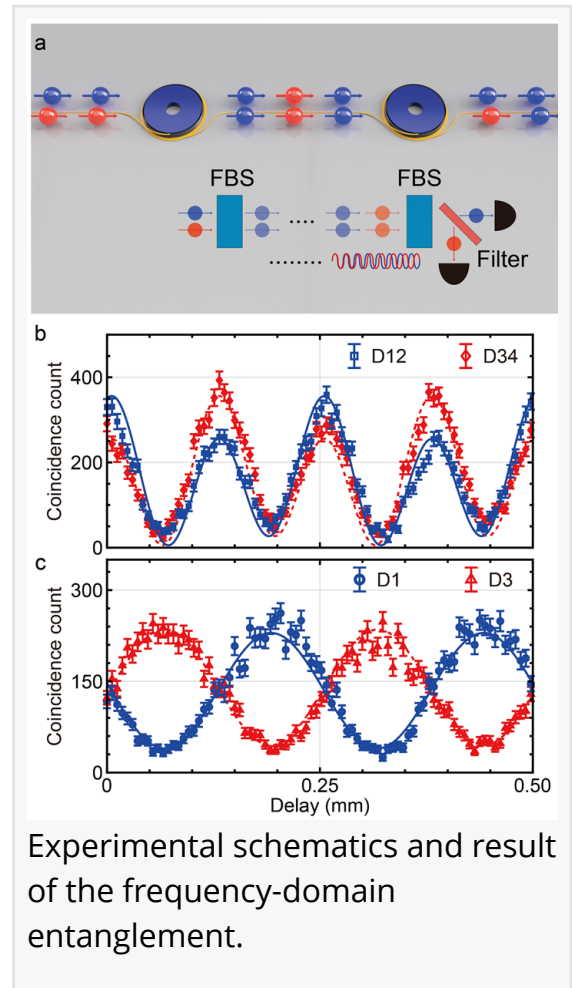 a
FBS FBS
Filter
b
D12 D34
400
200
0
Coincidence count
c
D1 D3
300
150
0
Coincidence count
0 0.25 0.50
Delay (mm)
Experimental schematics and result
of the frequency-domain
entanglement.